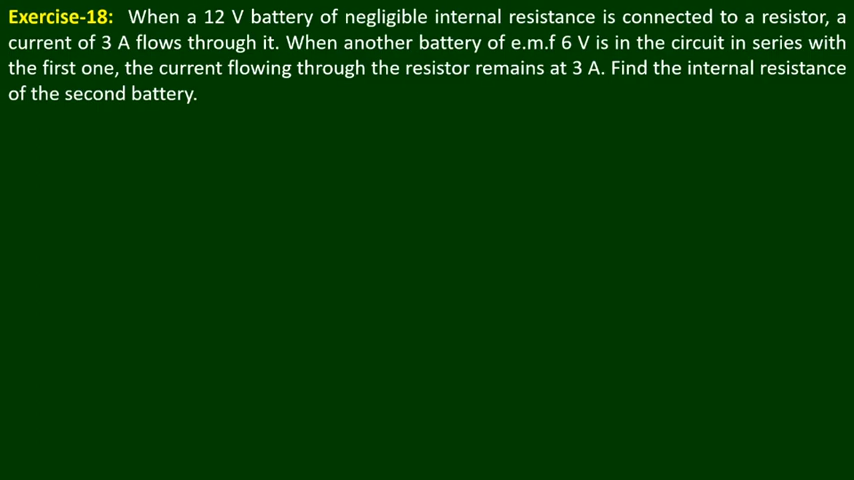 Exercise-18: When a 12 V battery of negligible internal resistance is connected to a resistor, a
current of 3 A flows through it. When another battery of e.m.f 6 V is in the circuit in series with
the first one, the current flowing through the resistor remains at 3 A. Find the internal resistance
of the second battery.